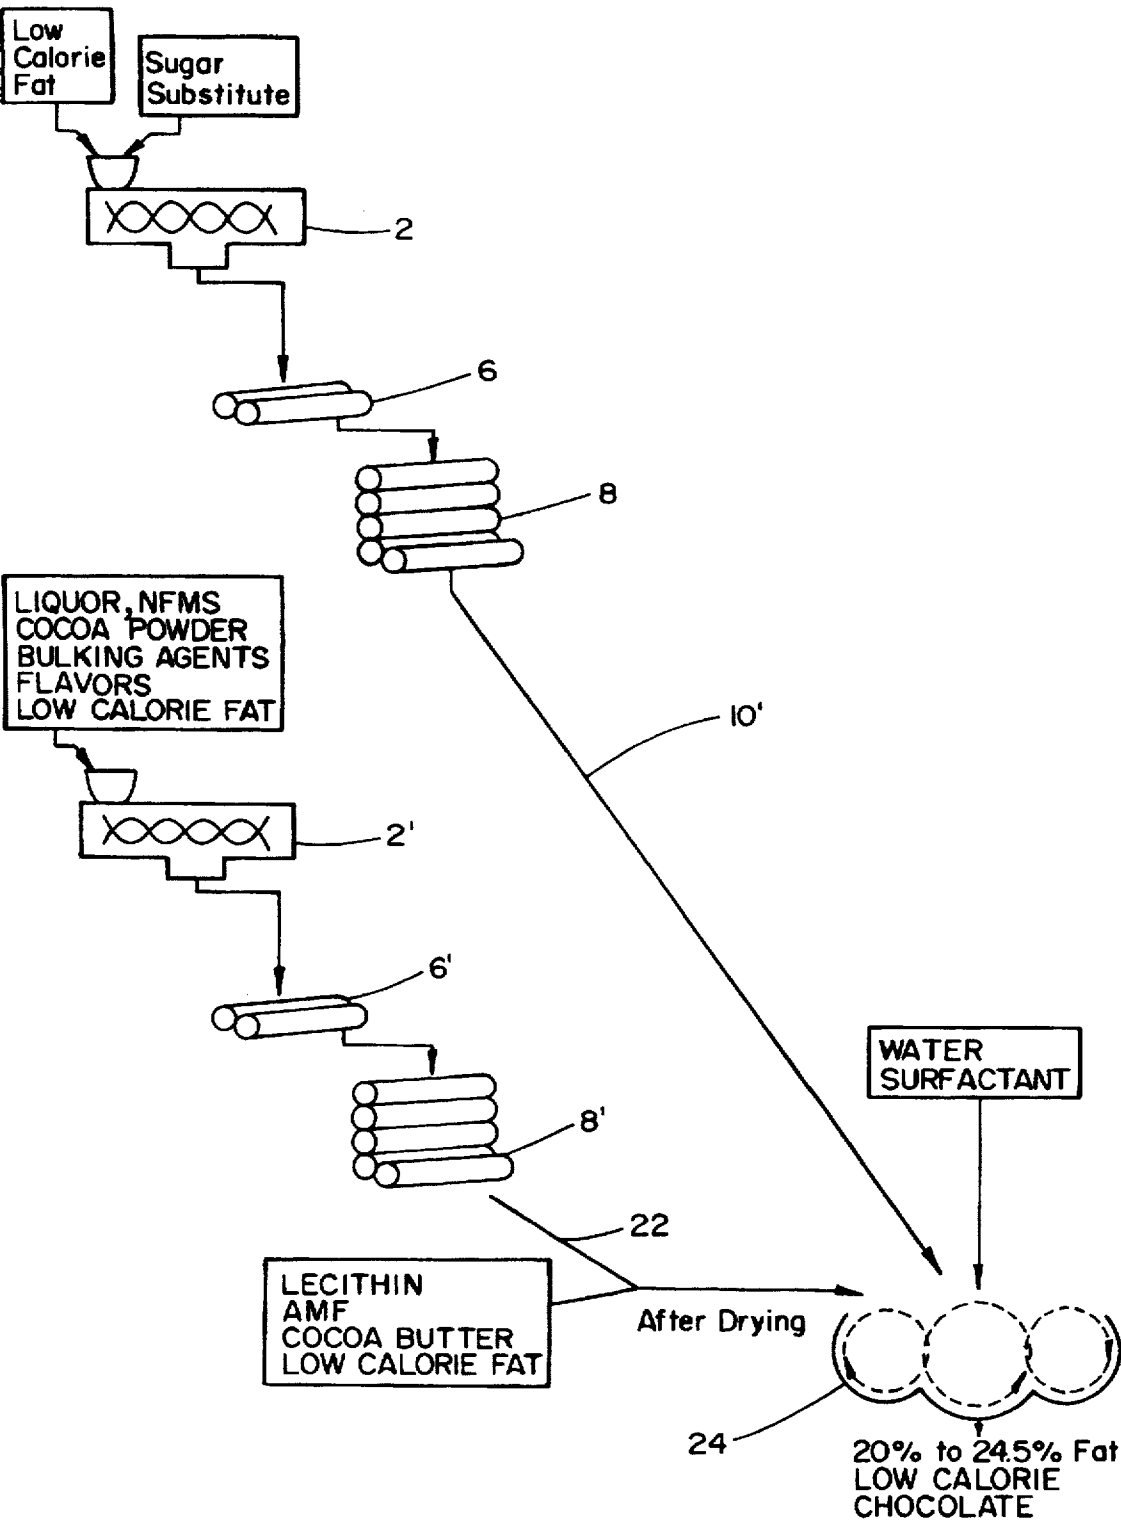 Low
Calorie
Fat
Sugar
Substitute
2
6
8
LIQUOR, NFMS
COCOA POWDER
BULKING AGENTS
FLAVORS
LOW CALORIE FAT
10'
2'
6'
WATER
SURFACTANT
8'
22
LECITHIN
AMF
COCOA BUTTER
LOW CALORIE FAT
After Drying
24
20% to 24.5% Fat
LOW CALORIE
CHOCOLATE